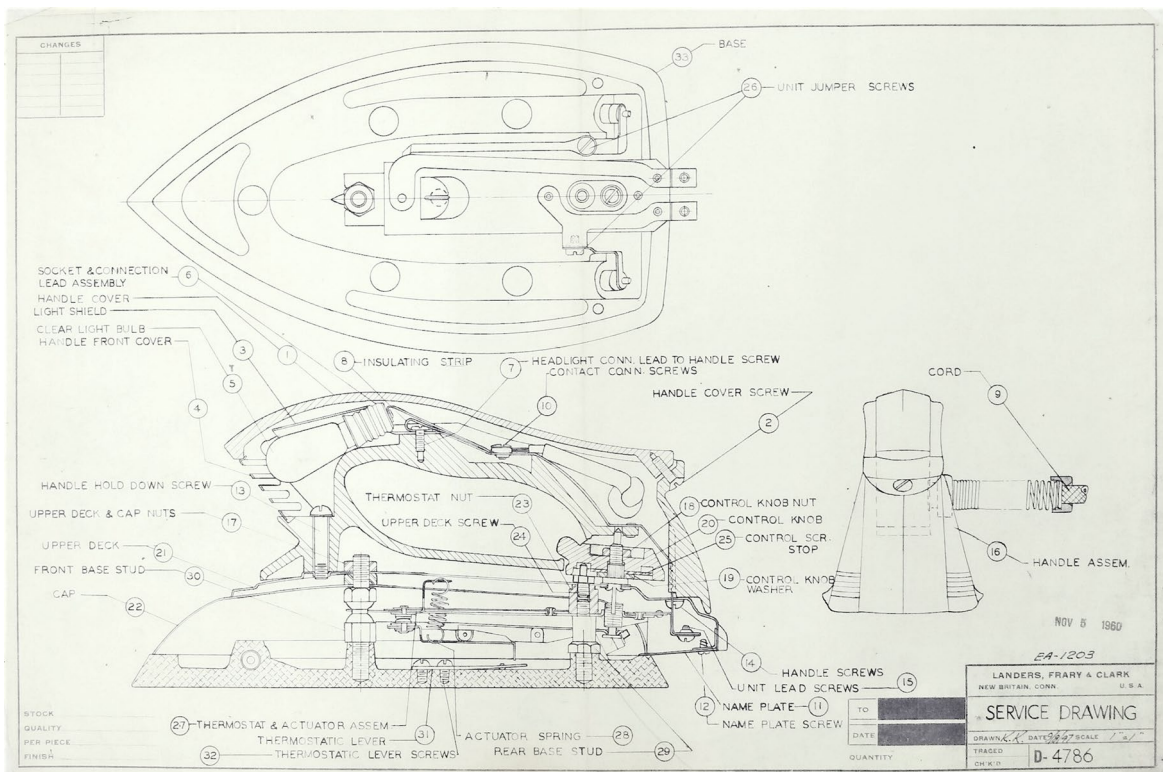 CHANGES
33 BASE
26 UNIT JUMPER SCREWS
SOCKET & CONNECTION
LEAD ASSEMBLY 6
HANDLE COVER
LIGHT SHIELD
CLEAR LIGHT BULB
HANDLE FRONT COVER
3
1
5
4
8 INSULATING STRIP
7 HEADLIGHT CONN. LEAD TO HANDLE SCREW
CONTACT CONN. SCREWS
10
HANDLE COVER SCREW
2
CORD
9
HANDLE HOLD DOWN SCREW 13
UPPER DECK & CAP NUTS 17
UPPER DECK 21
FRONT BASE STUD 30
CAP
22
THERMOSTAT NUT 23
UPPER DECK SCREW 24
18 CONTROL KNOB NUT
20 CONTROL KNOB
25 CONTROL SCR.
STOP
19 CONTROL KNOB
WASHER
16
HANDLE ASSEM.
NOV 5 1960
EA-1203
14
HANDLE SCREWS
UNIT LEAD SCREWS 15
12 NAME PLATE 11
NAME PLATE SCREW
27 THERMOSTAT & ACTUATOR ASSEM
THERMOSTATIC LEVER 31
32 THERMOSTATIC LEVER SCREWS
ACTUATOR SPRING 28
REAR BASE STUD 29
STOCK
QUALITY
PER PIECE
FINISH
TO
DATE
QUANTITY
LANDERS, FRARY & CLARK
NEW BRITAIN, CONN. U.S.A.
SERVICE DRAWING
DRAWN K.K. DATE SCALE 1"=1"
TRACED
CH'K'D
D-4786